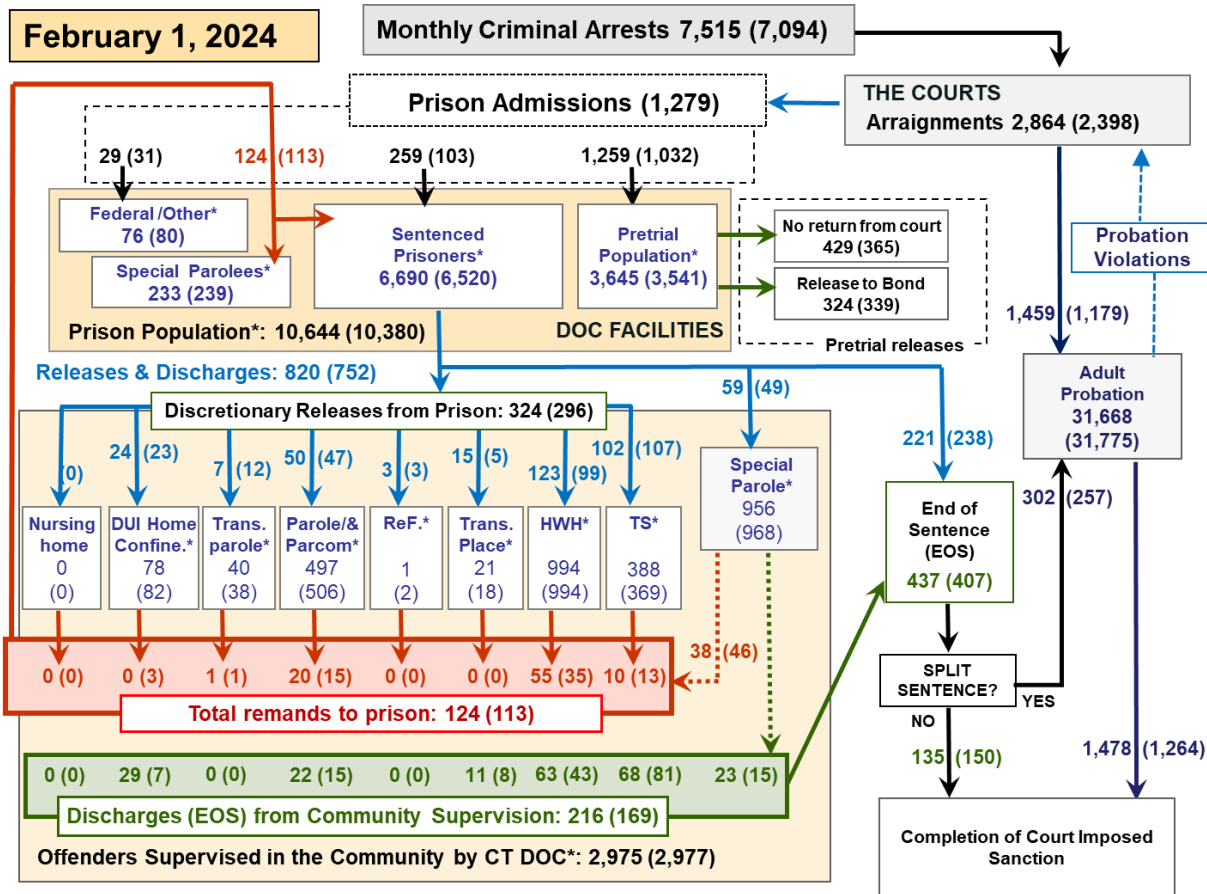 February 1, 2024
Monthly Criminal Arrests 7,515 (7,094)
Prison Admissions (1,279)
THE COURTS
Arraignments 2,864 (2,398)
29 (31)
124 (113)
259 (103)
1,259 (1,032)
Federal /Other*
76 (80)
Special Parolees*
233 (239)
Sentenced
Prisoners*
6,690 (6,520)
Pretrial
Population*
3,645 (3,541)
No return from court
429 (365)
Release to Bond
324 (339)
Pretrial releases
Probation
Violations
Prison Population*: 10,644 (10,380)
DOC FACILITIES
1,459 (1,179)
Releases & Discharges: 820 (752)
59 (49)
Adult
Probation
31,668
(31,775)
Discretionary Releases from Prison: 324 (296)
221 (238)
(0)
24 (23)
7 (12)
50 (47)
3 (3)
15 (5)
123 (99)
102 (107)
Special
Parole*
956
(968)
302 (257)
Nursing
home
0
(0)
DUI Home
Confine.*
78
(82)
Trans.
parole*
40
(38)
Parole/&
Parcom*
497
(506)
ReF.*
1
(2)
Trans.
Place*
21
(18)
HWH*
994
(994)
TS*
388
(369)
End of
Sentence
(EOS)
437 (407)
38 (46)
0 (0)
0 (3)
1 (1)
20 (15)
0 (0)
0 (0)
55 (35)
10 (13)
Total remands to prison: 124 (113)
SPLIT
SENTENCE?
YES
NO
135 (150)
1,478 (1,264)
0 (0)
29 (7)
0 (0)
22 (15)
0 (0)
11 (8)
63 (43)
68 (81)
23 (15)
Discharges (EOS) from Community Supervision: 216 (169)
Offenders Supervised in the Community by CT DOC*: 2,975 (2,977)
Completion of Court Imposed
Sanction